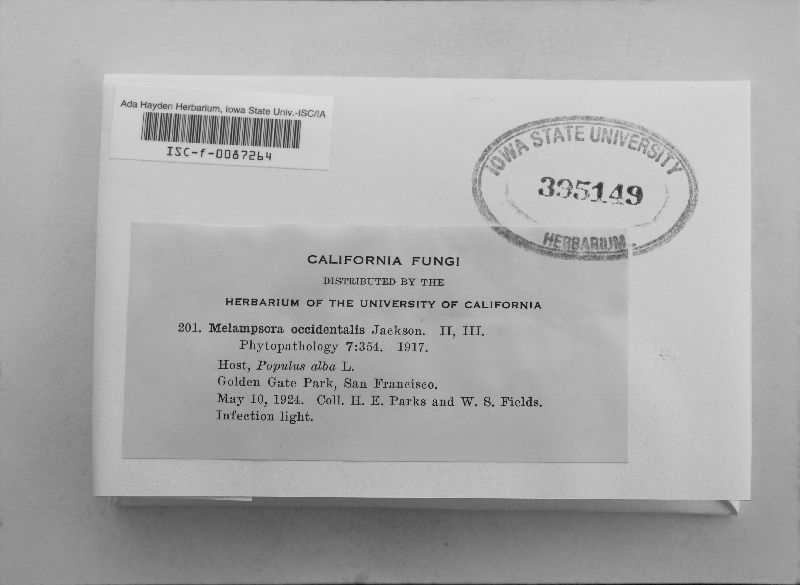 Ada Hayden Herbarium, Iowa State Univ.-ISC/IA
ISC-f-0087264
IOWA STATE UNIVERSITY
395149
HERBARIUM
CALIFORNIA FUNGI
DISTRIBUTED BY THE
HERBARIUM OF THE UNIVERSITY OF CALIFORNIA
201. Melampsora occidentalis Jackson. II, III.
Phytopathology 7:354. 1917.
Host, Populus alba L.
Golden Gate Park, San Francisco.
May 10, 1924. Coll. H. E. Parks and W. S. Fields.
Infection light.